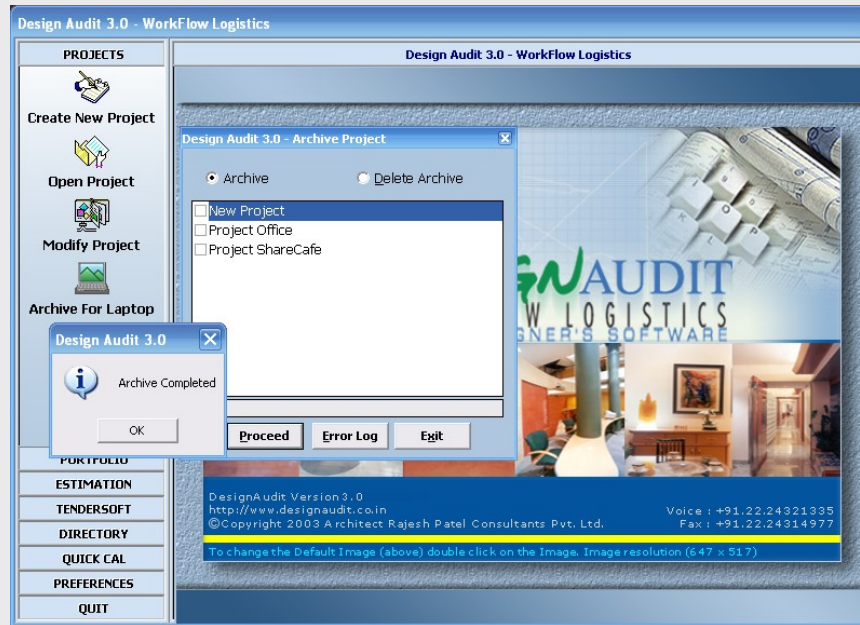 Design Audit 3.0 - WorkFlow Logistics
PROJECTS
Create New Project
Open Project
Modify Project
Archive For Laptop
PORTFOLIO
ESTIMATION
TENDERSOFT
DIRECTORY
QUICK CAL
PREFERENCES
QUIT
Design Audit 3.0 - WorkFlow Logistics
Design Audit 3.0 - Archive Project
Archive
Delete Archive
New Project
Project Office
Project ShareCafe
Proceed
Error Log
Exit
Design Audit 3.0
Archive Completed
OK
GNAUDIT
W LOGISTICS
GNER'S SOFTWARE
DesignAudit Version 3.0
http://www.designaudit.co.in
©Copyright 2003 Architect Rajesh Patel Consultants Pvt. Ltd.
Voice : +91.22.24321335
Fax : +91.22.24314977
To change the Default Image (above) double click on the Image. Image resolution (647 x 517)